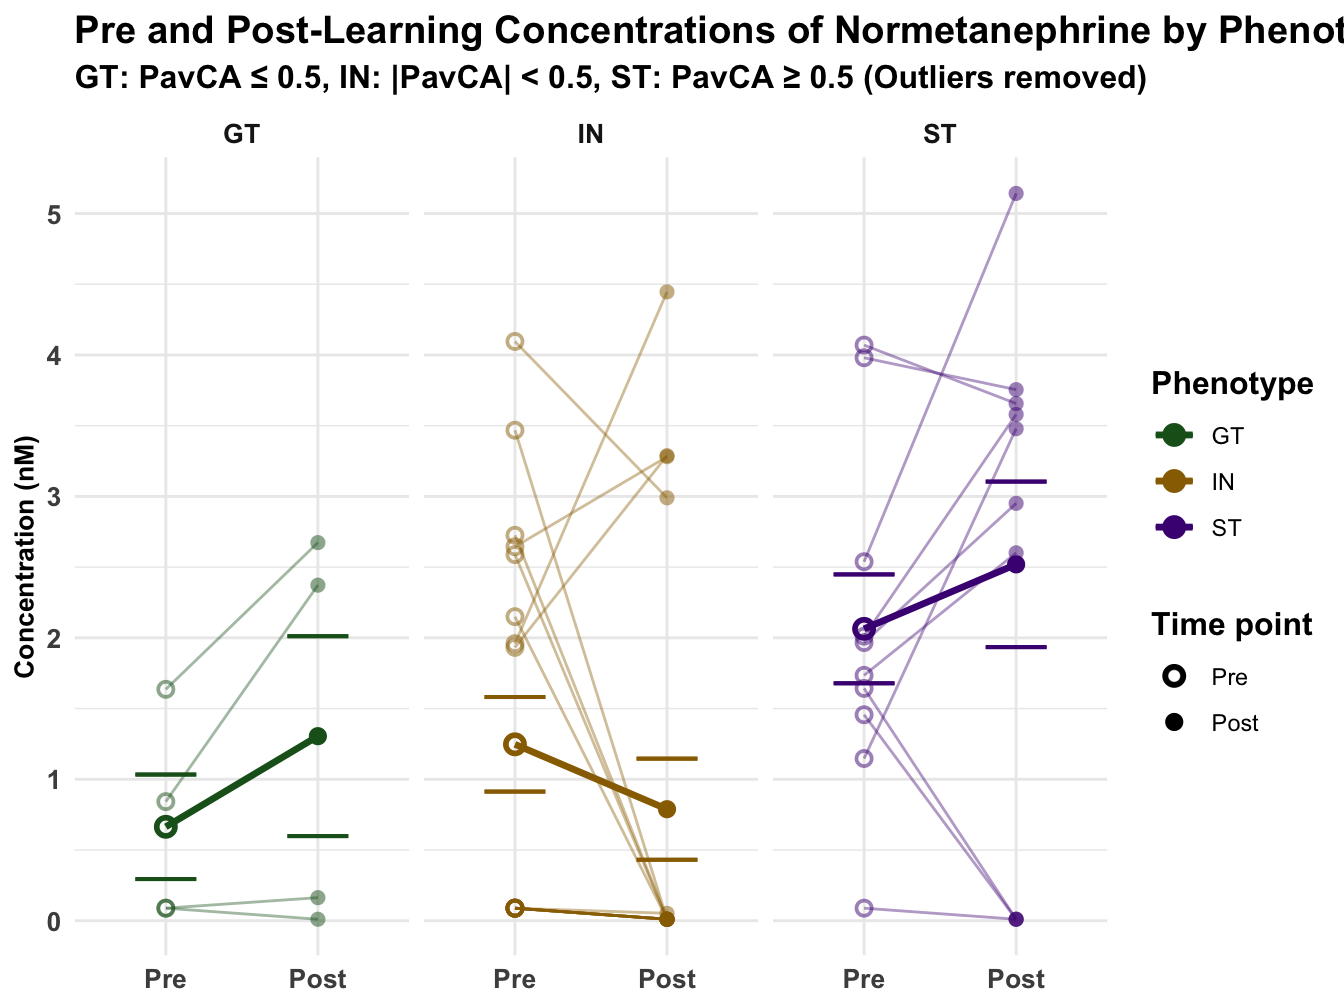 Pre and Post-Learning Concentrations of Normetanephrine by Phenot
GT: PavCA ≤ 0.5, IN: |PavCA| < 0.5, ST: PavCA ≥ 0.5 (Outliers removed)
GT
IN
ST
Concentration (nM)
5
4
3
2
1
0
Pre
Post
Pre
Post
Pre
Post
Phenotype
GT
IN
ST
Time point
Pre
Post